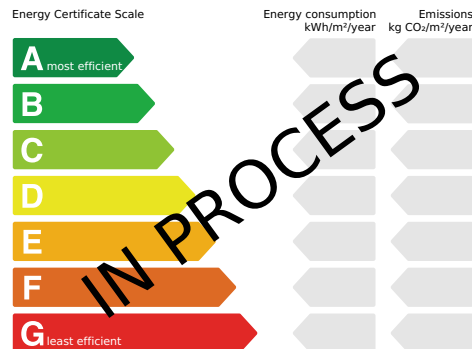 Energy Certificate Scale
Energy consumption
kWh/m²/year
Emissions
kg CO₂/m²/year
A most efficient
B
C
D
E
F
G least efficient
IN PROCESS